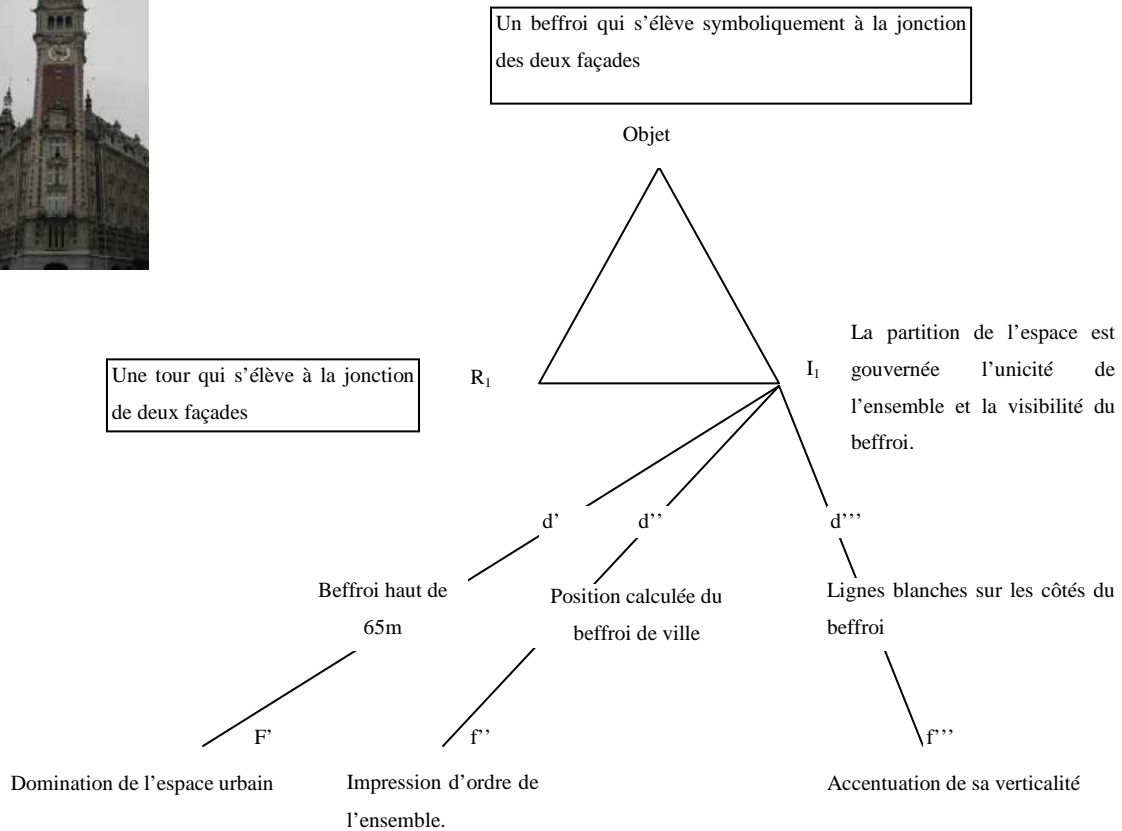 Un beffroi qui s’élève symboliquement à la jonction
des deux façades
Objet
Une tour qui s’élève à la jonction
de deux façades
R1
I1
La partition de l’espace est
gouvernée l’unicité de
l’ensemble et la visibilité du
beffroi.
d'
d’’
d’’’
Beffroi haut de
65m
Position calculée du
beffroi de ville
Lignes blanches sur les côtés du
beffroi
F’
f’’
f’’’
Domination de l’espace urbain
Impression d’ordre de
l’ensemble.
Accentuation de sa verticalité